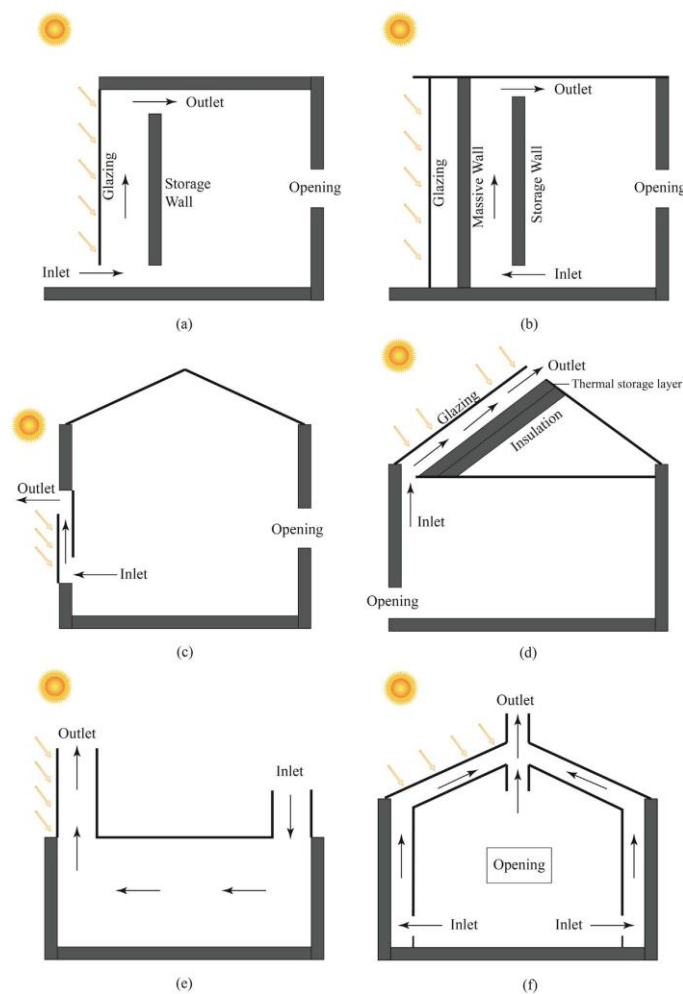 Outlet
Glazing
Storage
Wall
Opening
Inlet
(a)
Outlet
Glazing
Massive Wall
Storage Wall
Opening
Inlet
(b)
Outlet
Opening
Inlet
(c)
Outlet
Thermal storage layer
Glazing
Insulation
Inlet
Opening
(d)
Outlet
Inlet
(e)
Outlet
Opening
Inlet
Inlet
(f)